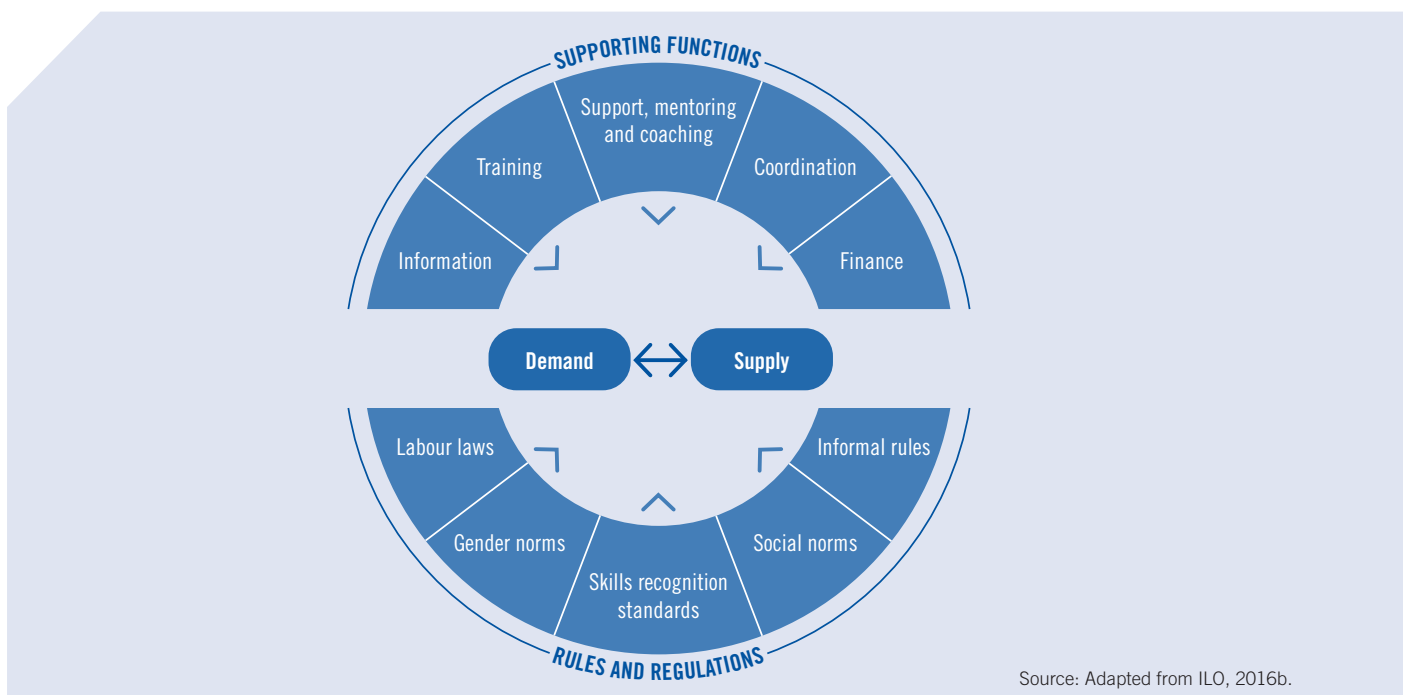 SUPPORTING FUNCTIONS
Support, mentoring
and coaching
Training
Coordination
Information
Finance
Demand
Supply
Labour laws
Informal rules
Gender norms
Social norms
Skills recognition
standards
RULES AND REGULATIONS
Source: Adapted from ILO, 2016b.